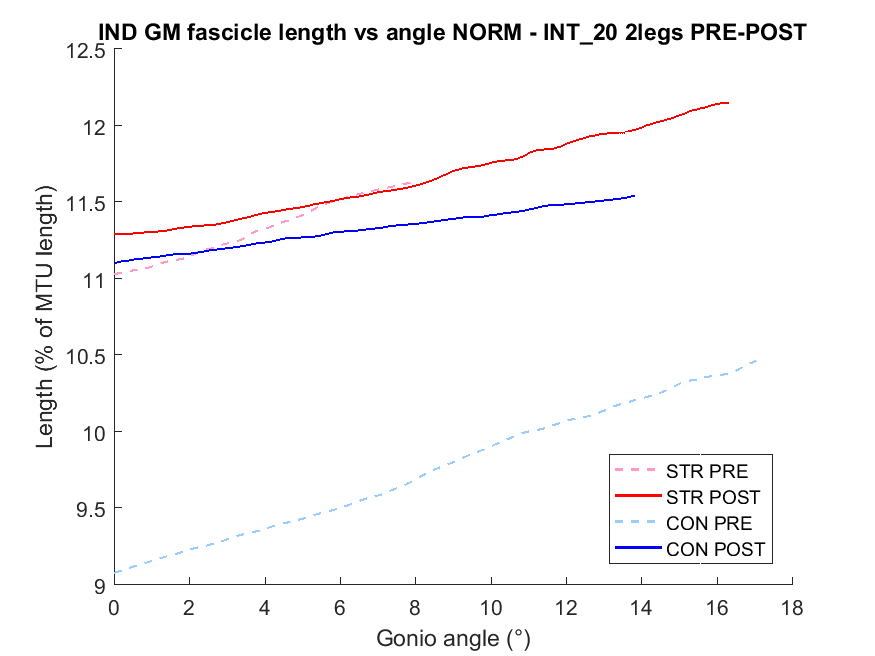 IND GM fascicle length vs angle NORM - INT_20 2legs PRE-POST
Length (% of MTU length)
12.5
12
11.5
11
10.5
10
9.5
9
0 2 4 6 8 10 12 14 16 18
Gonio angle (°)
STR PRE
STR POST
CON PRE
CON POST